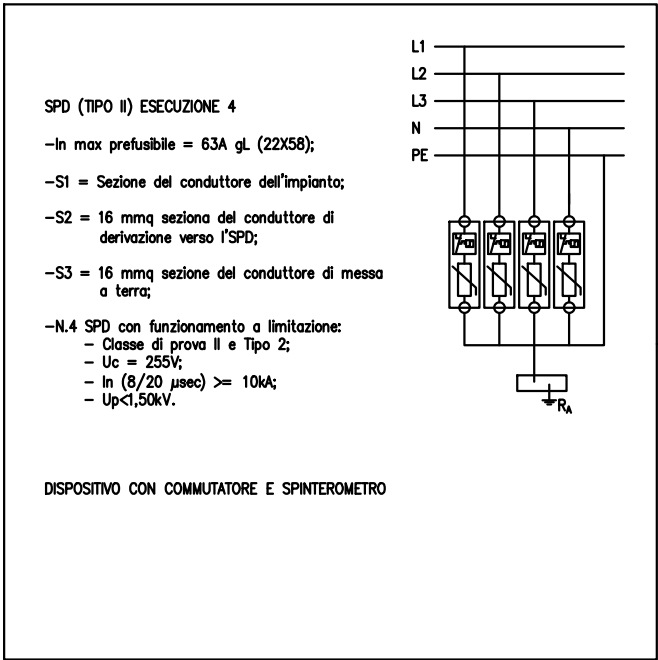 SPD (TIPO II) ESECUZIONE 4
-In max prefusibile = 63A gL (22X58);
-S1 = Sezione del conduttore dell'impianto;
-S2 = 16 mmq seziona del conduttore di
derivazione verso l'SPD;
-S3 = 16 mmq sezione del conduttore di messa
a terra;
-N.4 SPD con funzionamento a limitazione:
- Classe di prova II e Tipo 2;
- Uc = 255V;
- In (8/20 µsec) >= 10kA;
- Up<1,50kV.
DISPOSITIVO CON COMMUTATORE E SPINTEROMETRO
L1
L2
L3
N
PE
RA